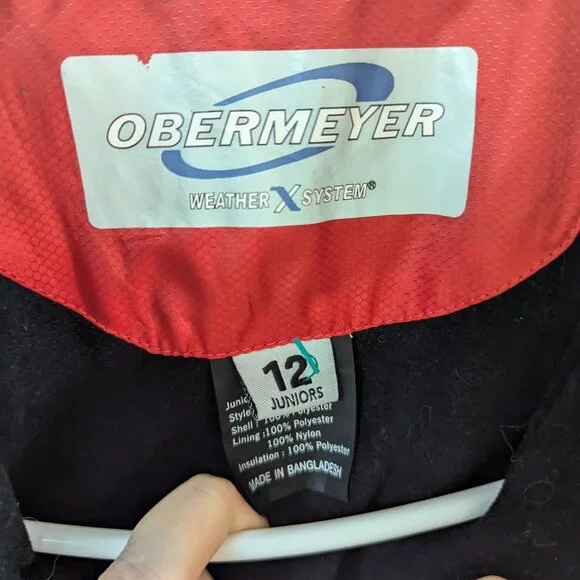 OBERMEYER
WEATHER X SYSTEM®
12
JUNIORS
Style
Shell : 100% Polyester
Lining :100% Polyester
100% Nylon
Insulation : 100% Polyester
MADE IN BANGLADESH